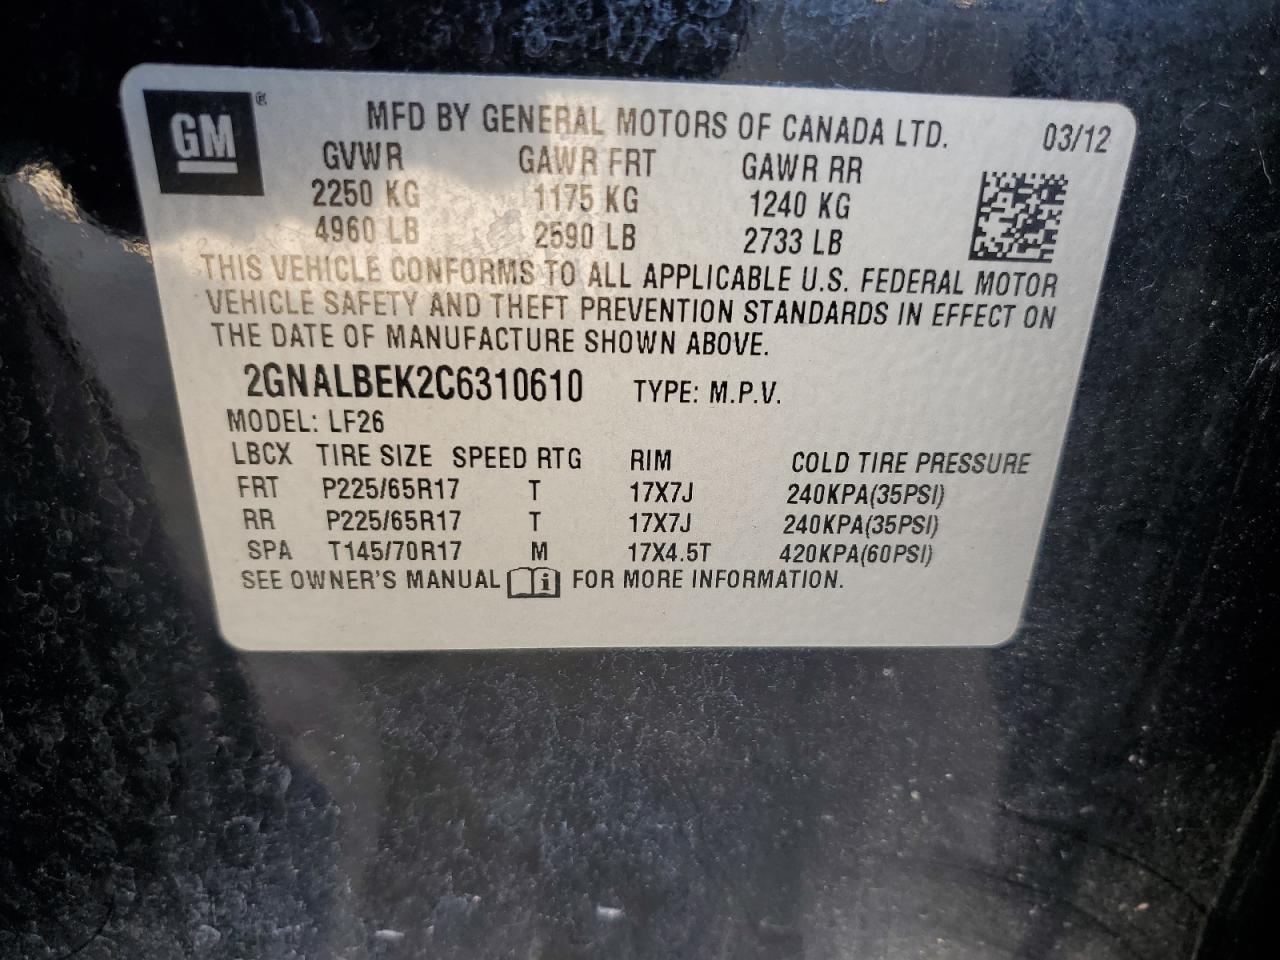 GM ®
MFD BY GENERAL MOTORS OF CANADA LTD. 03/12
GVWR GAWR FRT GAWR RR
2250 KG 1175 KG 1240 KG
4960 LB 2590 LB 2733 LB
THIS VEHICLE CONFORMS TO ALL APPLICABLE U.S. FEDERAL MOTOR
VEHICLE SAFETY AND THEFT PREVENTION STANDARDS IN EFFECT ON
THE DATE OF MANUFACTURE SHOWN ABOVE.
2GNALBEK2C6310610 TYPE: M.P.V.
MODEL: LF26
LBCX TIRE SIZE SPEED RTG RIM COLD TIRE PRESSURE
FRT P225/65R17 T 17X7J 240KPA(35PSI)
RR P225/65R17 T 17X7J 240KPA(35PSI)
SPA T145/70R17 M 17X4.5T 420KPA(60PSI)
SEE OWNER'S MANUAL FOR MORE INFORMATION.